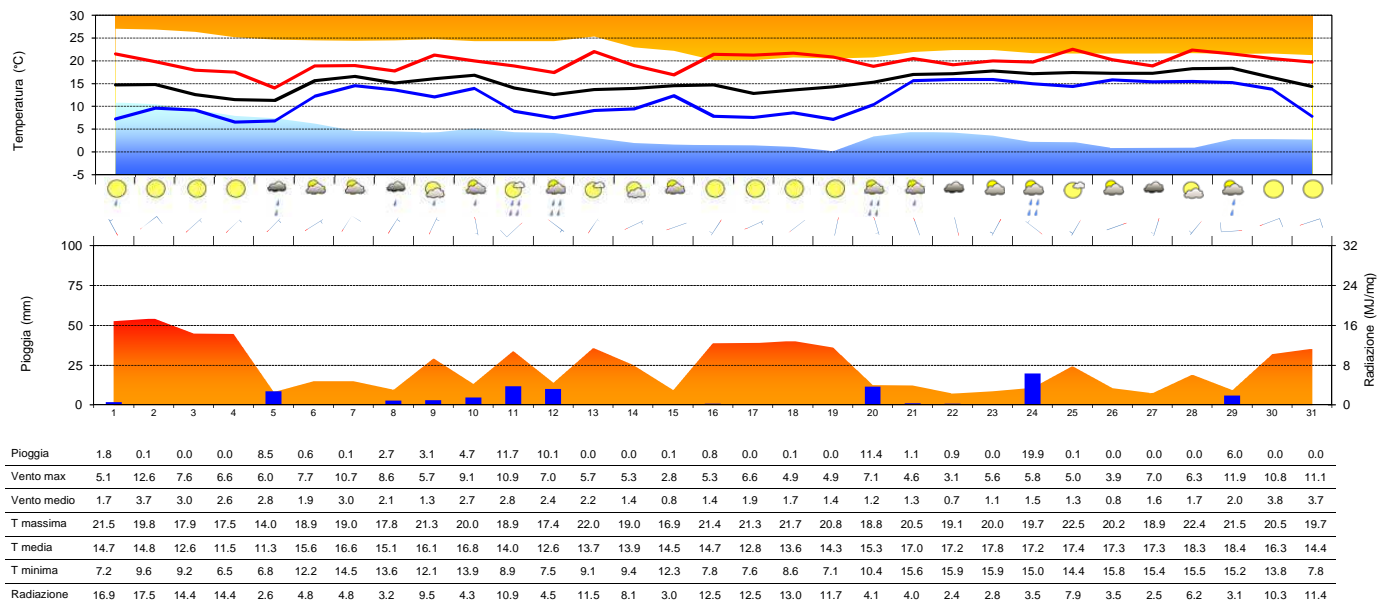 30
25
20
15
10
5
0
-5
Temperatura (°C)
100
75
50
25
0
Pioggia (mm)
32
24
16
8
0
Radiazione (MJ/mq)
1 2 3 4 5 6 7 8 9 10 11 12 13 14 15 16 17 18 19 20 21 22 23 24 25 26 27 28 29 30 31
Pioggia 1.8 0.1 0.0 0.0 8.5 0.6 0.1 2.7 3.1 4.7 11.7 10.1 0.0 0.0 0.1 0.8 0.0 0.1 0.0 11.4 1.1 0.9 0.0 19.9 0.1 0.0 0.0 0.0 6.0 0.0 0.0
Vento max 5.1 12.6 7.6 6.6 6.0 7.7 10.7 8.6 5.7 9.1 10.9 7.0 5.7 5.3 2.8 5.3 6.6 4.9 4.9 7.1 4.6 3.1 5.6 5.8 5.0 3.9 7.0 6.3 11.9 10.8 11.1
Vento medio 1.7 3.7 3.0 2.6 2.8 1.9 3.0 2.1 1.3 2.7 2.8 2.4 2.2 1.4 0.8 1.4 1.9 1.7 1.4 1.2 1.3 0.7 1.1 1.5 1.3 0.8 1.6 1.7 2.0 3.8 3.7
T massima 21.5 19.8 17.9 17.5 14.0 18.9 19.0 17.8 21.3 20.0 18.9 17.4 22.0 19.0 16.9 21.4 21.3 21.7 20.8 18.8 20.5 19.1 20.0 19.7 22.5 20.2 18.9 22.4 21.5 20.5 19.7
T media 14.7 14.8 12.6 11.5 11.3 15.6 16.6 15.1 16.1 16.8 14.0 12.6 13.7 13.9 14.5 14.7 12.8 13.6 14.3 15.3 17.0 17.2 17.8 17.2 17.4 17.3 17.3 18.3 18.4 16.3 14.4
T minima 7.2 9.6 9.2 6.5 6.8 12.2 14.5 13.6 12.1 13.9 8.9 7.5 9.1 9.4 12.3 7.8 7.6 8.6 7.1 10.4 15.6 15.9 15.9 15.0 14.4 15.8 15.4 15.5 15.2 13.8 7.8
Radiazione 16.9 17.5 14.4 14.4 2.6 4.8 4.8 3.2 9.5 4.3 10.9 4.5 11.5 8.1 3.0 12.5 12.5 13.0 11.7 4.1 4.0 2.4 2.8 3.5 7.9 3.5 2.5 6.2 3.1 10.3 11.4